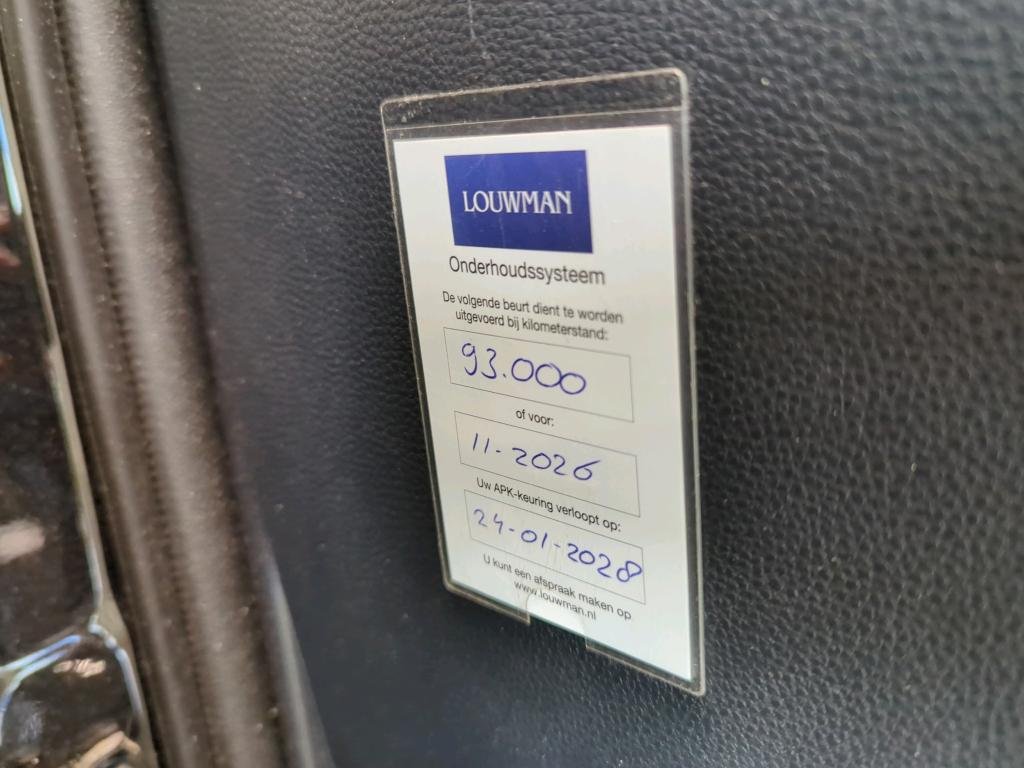 LOUWMAN
Onderhoudssysteem
De volgende beurt dient te worden
uitgevoerd bij kilometerstand:
93.000
of voor:
11-2026
Uw APK-keuring verloopt op:
24-01-2028
U kunt een afspraak maken op
www.louwman.nl